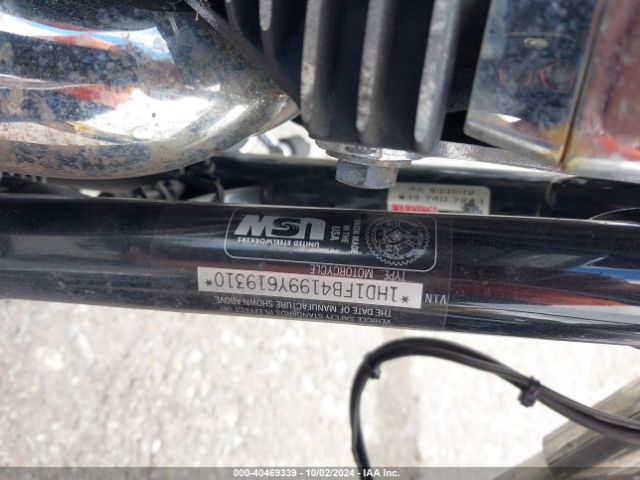 VEHICLE SAFETY STANDARDS IN EFFECT ON
THE DATE OF MANUFACTURE SHOWN ABOVE
VIN *1HD1FB4199Y619310*
TYPE: MOTORCYCLE
UNION MADE
IN THE
USA
USW
UNITED STEELWORKERS
000-40469339 - 10/02/2024 - IAA Inc.